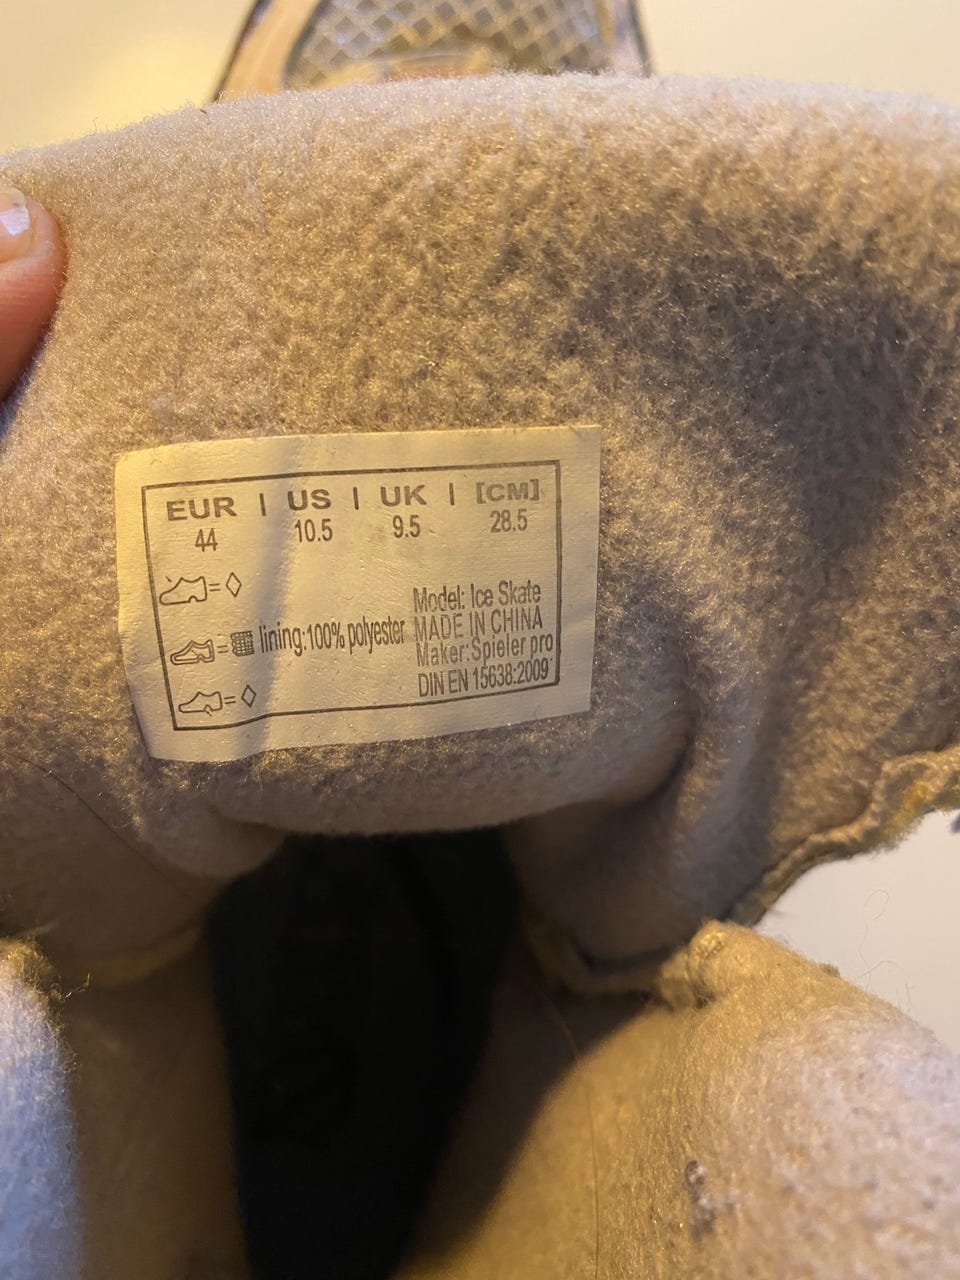 EUR | US | UK | [CM]
44 10.5 9.5 28.5
=◊
= lining:100% polyester
=◊
Model: Ice Skate
MADE IN CHINA
Maker:Spieler pro
DIN EN 15638:2009